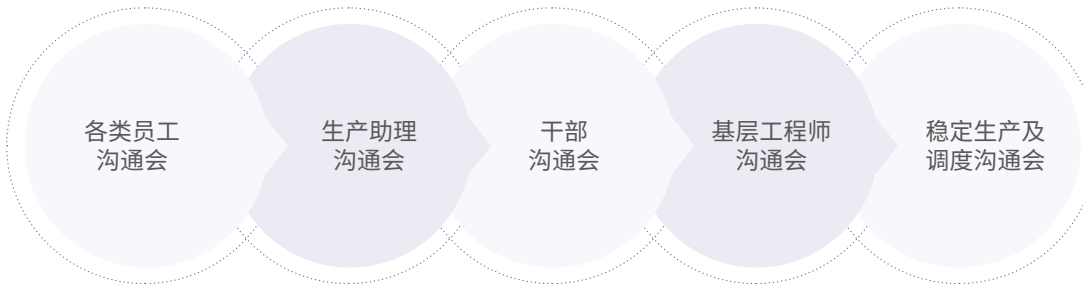 各类员工
沟通会
生产助理
沟通会
干部
沟通会
基层工程师
沟通会
稳定生产及
调度沟通会